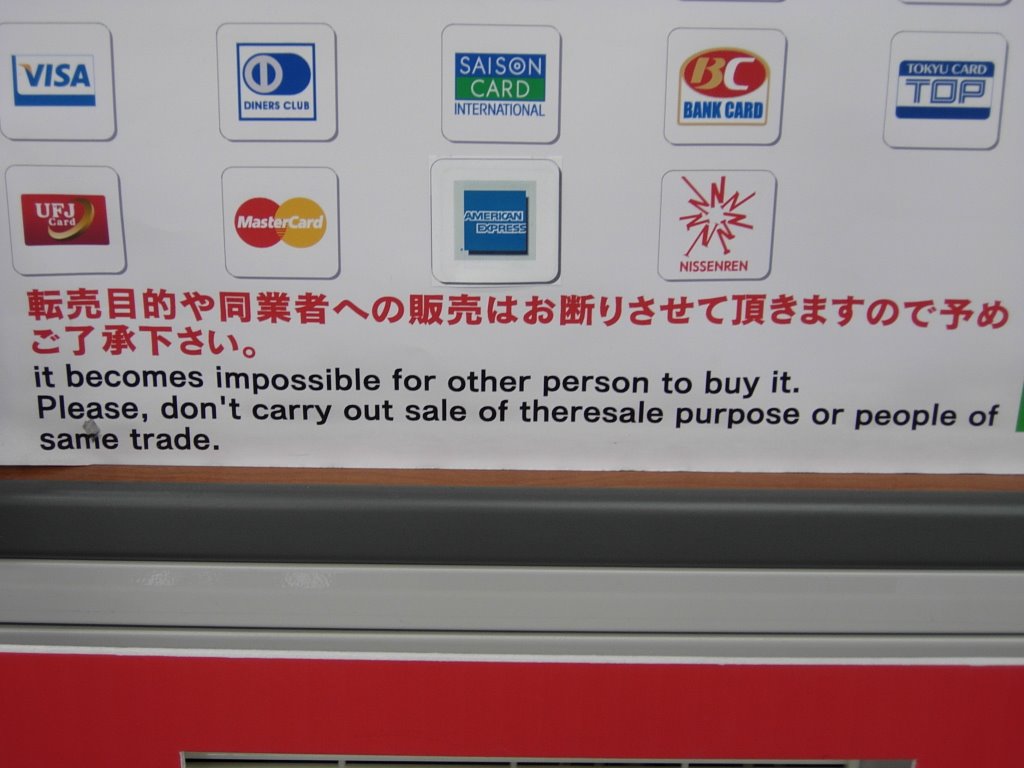 VISA
DINERS CLUB
SAISON
CARD
INTERNATIONAL
BC
BANK CARD
TOKYU CARD
TOP
UFJ
Card
MasterCard
AMERICAN
EXPRESS
NISSENREN
転売目的や同業者への販売はお断りさせて頂きますので予め
ご了承下さい。
it becomes impossible for other person to buy it.
Please, don't carry out sale of theresale purpose or people of
same trade.